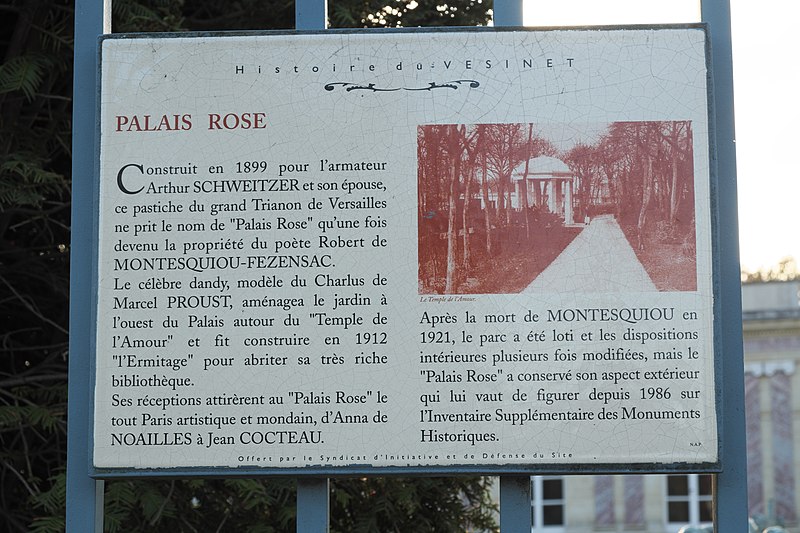 Histoire du VESINET
PALAIS ROSE
Construit en 1899 pour l'armateur
Arthur SCHWEITZER et son épouse,
ce pastiche du grand Trianon de Versailles
ne prit le nom de "Palais Rose" qu'une fois
devenu la propriété du poète Robert de
MONTESQUIOU-FEZENSAC.
Le célèbre dandy, modèle du Charlus de
Marcel PROUST, aménagea le jardin à
l'ouest du Palais autour du "Temple de
l'Amour" et fit construire en 1912
"l'Ermitage" pour abriter sa très riche
bibliothèque.
Ses réceptions attirèrent au "Palais Rose" le
tout Paris artistique et mondain, d'Anna de
NOAILLES à Jean COCTEAU.
Le Temple de l'Amour.
Après la mort de MONTESQUIOU en
1921, le parc a été loti et les dispositions
intérieures plusieurs fois modifiées, mais le
"Palais Rose" a conservé son aspect extérieur
qui lui vaut de figurer depuis 1986 sur
l'Inventaire Supplémentaire des Monuments
Historiques.
N.A.P.
Offert par le Syndicat d'Initiative et de Défense du Site